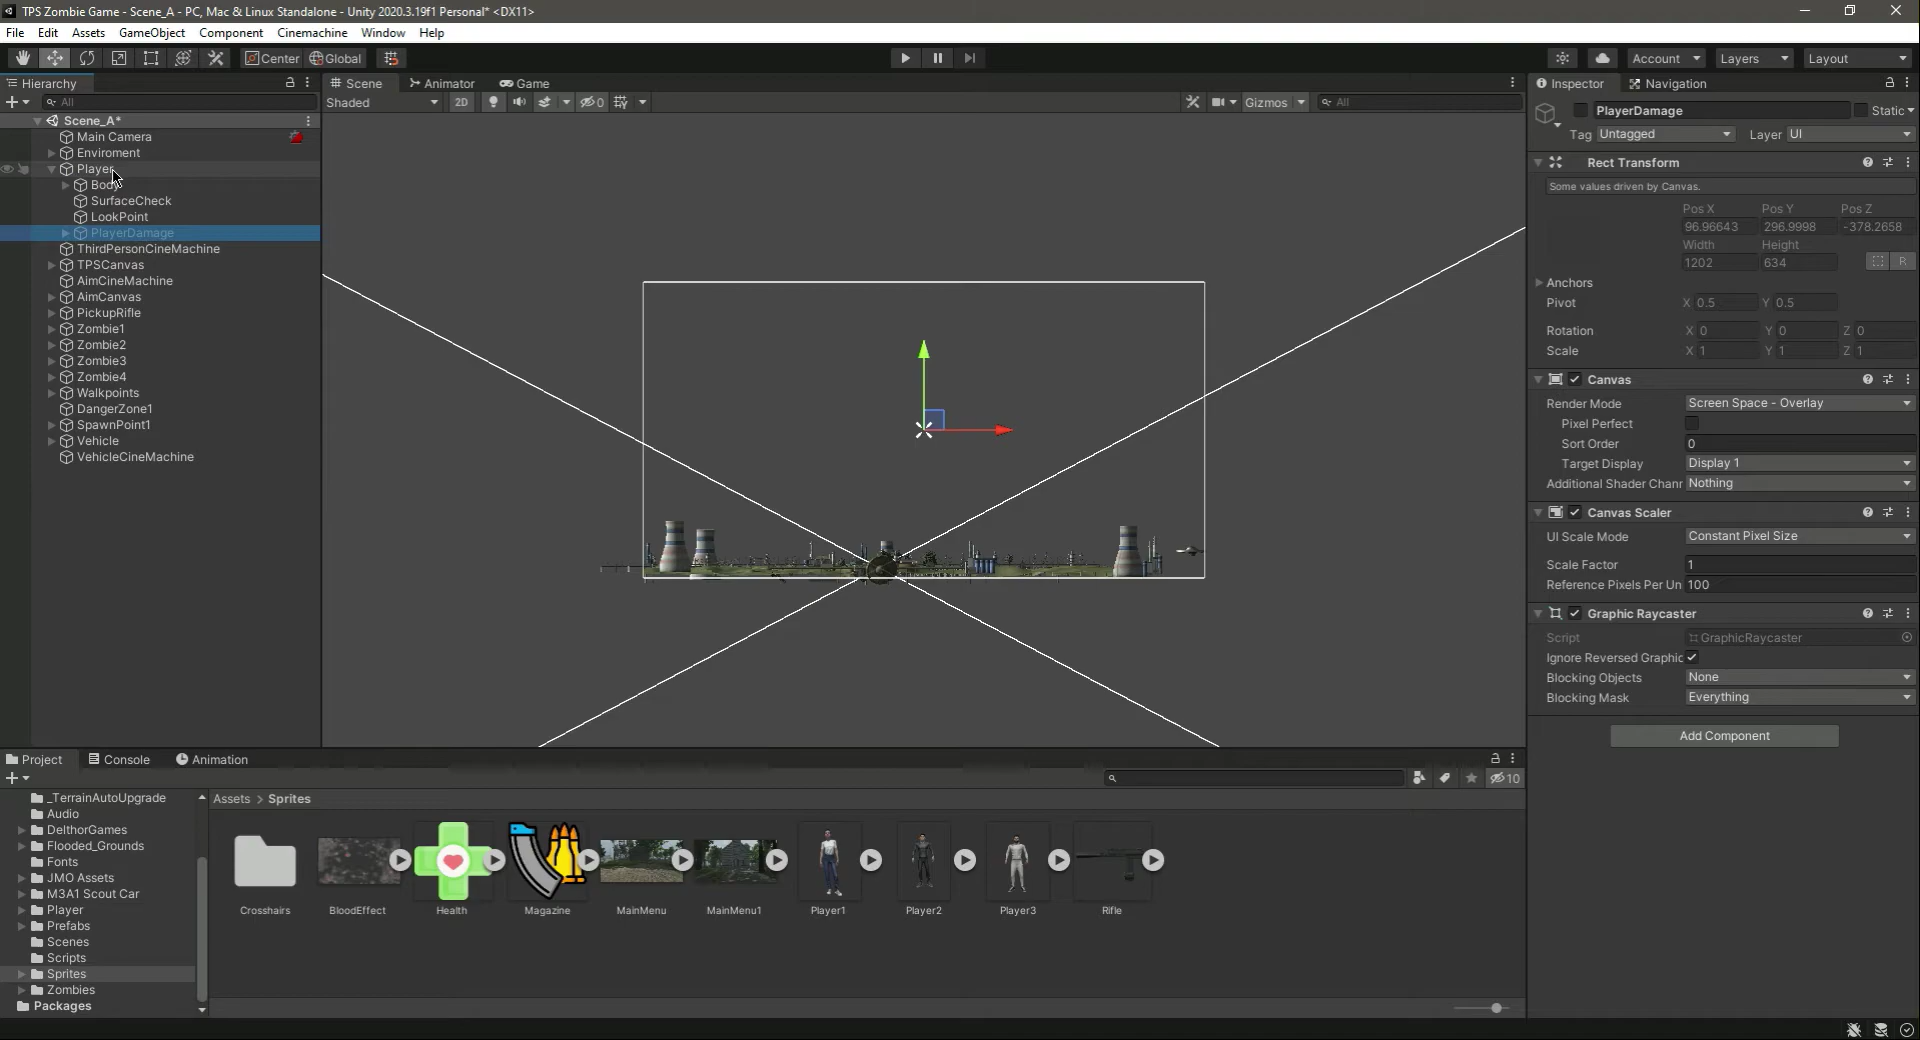 TPS Zombie Game - Scene_A - PC, Mac & Linux Standalone - Unity 2020.3.19f1 Personal* <DX11>
File Edit Assets GameObject Component Cinemachine Window Help
Center Global Account Layers Layout
Hierarchy
All
Scene_A*
Main Camera
Enviroment
Player
Body
SurfaceCheck
LookPoint
PlayerDamage
ThirdPersonCineMachine
TPSCanvas
AimCineMachine
AimCanvas
PickupRifle
Zombie1
Zombie2
Zombie3
Zombie4
Walkpoints
DangerZone1
SpawnPoint1
Vehicle
VehicleCineMachine
Scene Animator Game
Shaded 2D 0 Gizmos All
Inspector Navigation
PlayerDamage Static
Tag Untagged Layer UI
Rect Transform
Some values driven by Canvas.
Pos X Pos Y Pos Z
96.96643 296.9998 -378.2658
Width Height
1202 634 R
Anchors
Pivot X 0.5 Y 0.5
Rotation X 0 Y 0 Z 0
Scale X 1 Y 1 Z 1
Canvas
Render Mode Screen Space - Overlay
Pixel Perfect
Sort Order 0
Target Display Display 1
Additional Shader Chanr Nothing
Canvas Scaler
UI Scale Mode Constant Pixel Size
Scale Factor 1
Reference Pixels Per Un 100
Graphic Raycaster
Script GraphicRaycaster
Ignore Reversed Graphic
Blocking Objects None
Blocking Mask Everything
Add Component
Project Console Animation
10
_TerrainAutoUpgrade
Audio
DelthorGames
Flooded_Grounds
Fonts
JMO Assets
M3A1 Scout Car
Player
Prefabs
Scenes
Scripts
Sprites
Zombies
Packages
Assets > Sprites
Crosshairs BloodEffect Health Magazine MainMenu MainMenu1 Player1 Player2 Player3 Rifle